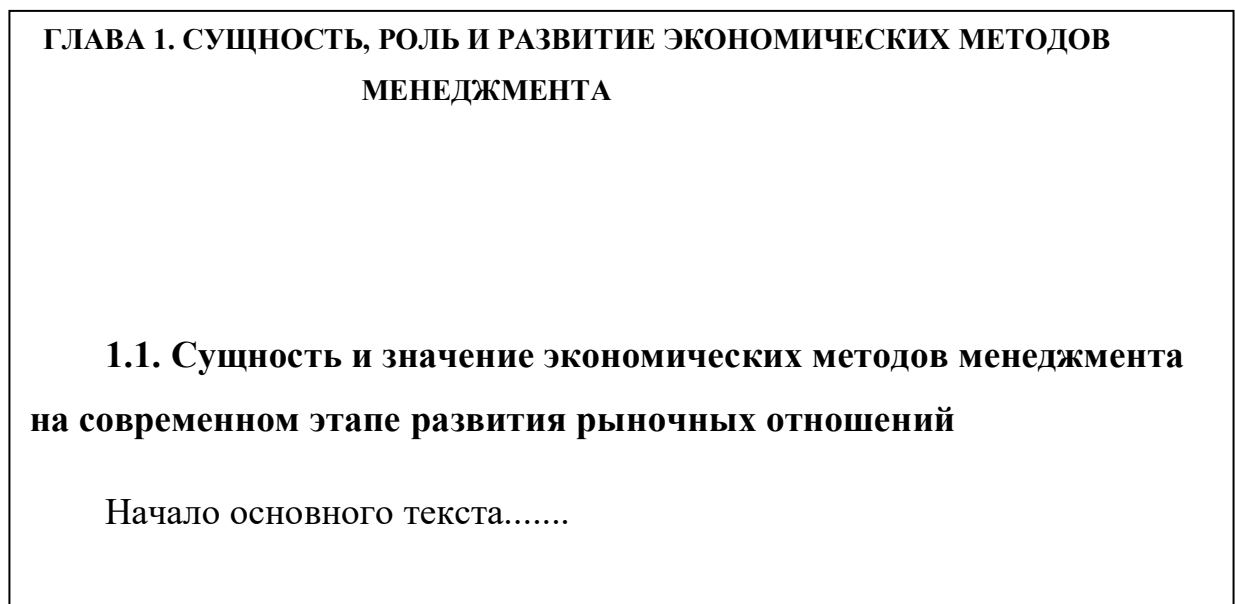 ГЛАВА 1. СУЩНОСТЬ, РОЛЬ И РАЗВИТИЕ ЭКОНОМИЧЕСКИХ МЕТОДОВ
МЕНЕДЖМЕНТА
1.1. Сущность и значение экономических методов менеджмента
на современном этапе развития рыночных отношений
Начало основного текста.......